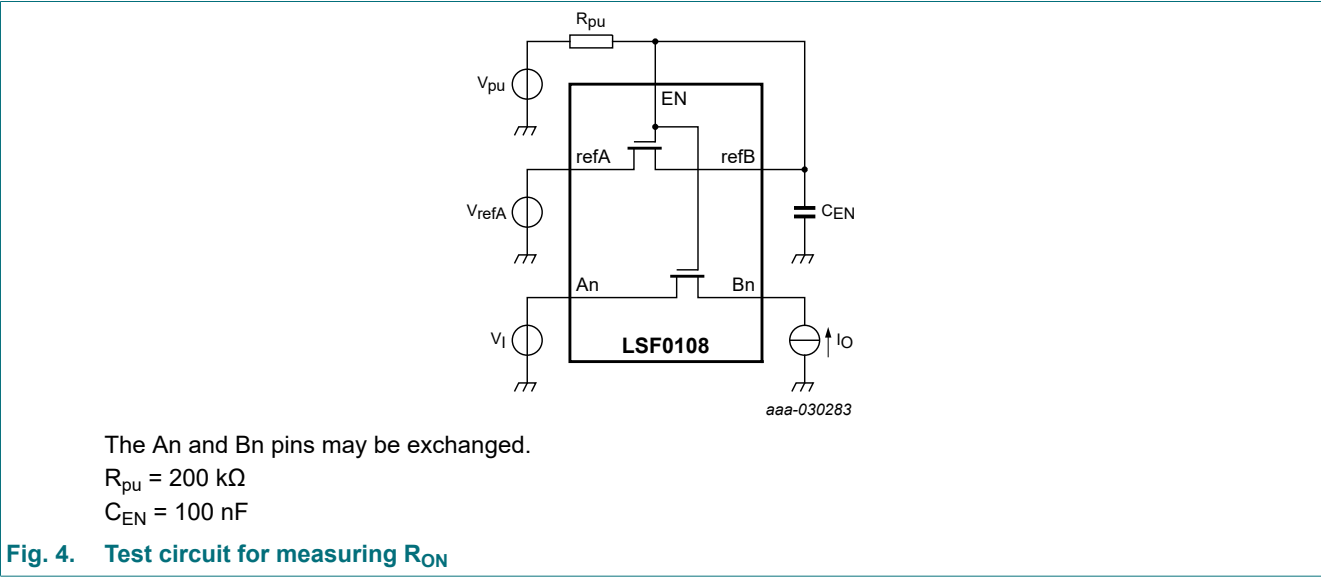 Rpu
Vpu
EN
refA
refB
VrefA
CEN
An
Bn
VI
LSF0108
IO
aaa-030283
The An and Bn pins may be exchanged.
Rpu = 200 kΩ
CEN = 100 nF
Fig. 4. Test circuit for measuring RON